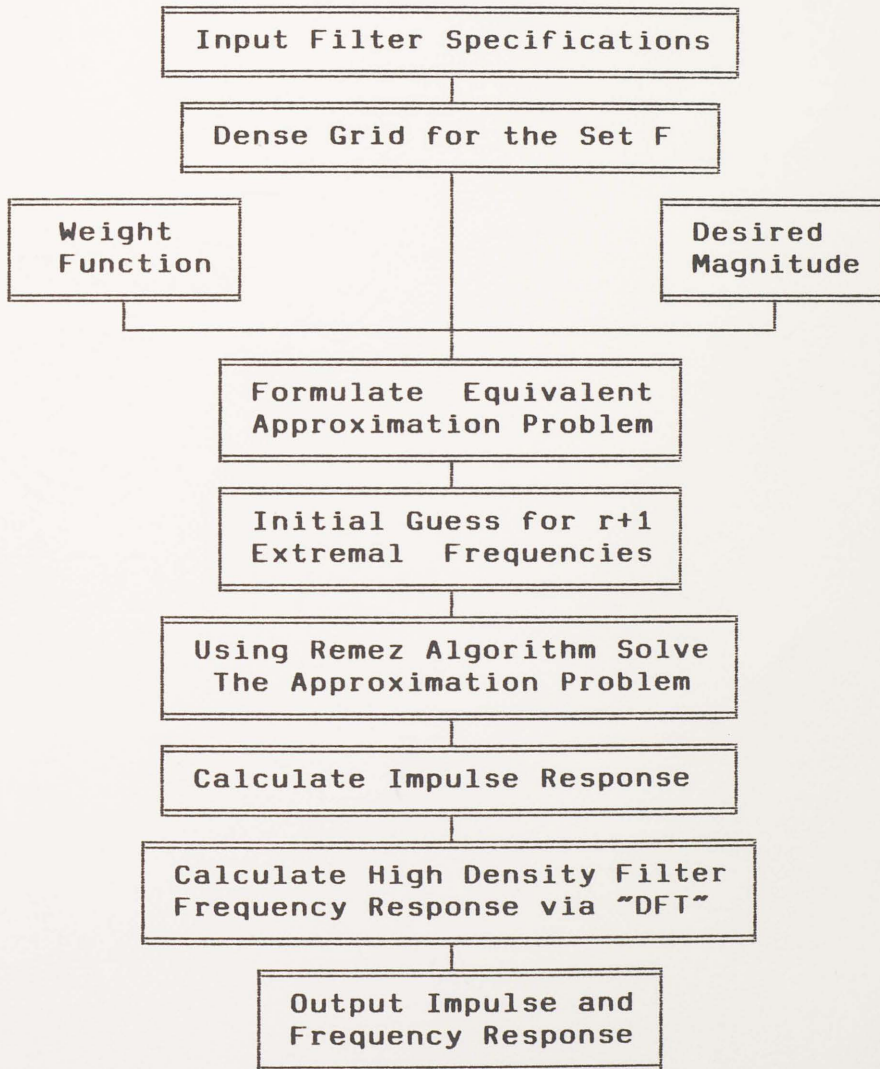 Input Filter Specifications
Dense Grid for the Set F
Weight
Function
Desired
Magnitude
Formulate Equivalent
Approximation Problem
Initial Guess for r+1
Extremal Frequencies
Using Remez Algorithm Solve
The Approximation Problem
Calculate Impulse Response
Calculate High Density Filter
Frequency Response via ~DFT~
Output Impulse and
Frequency Response